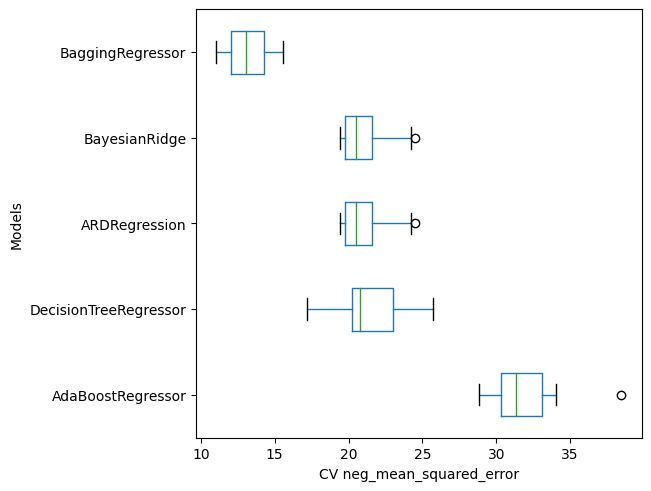 BaggingRegressor
BayesianRidge
ARDRegression
DecisionTreeRegressor
AdaBoostRegressor
Models
10 15 20 25 30 35
CV neg_mean_squared_error